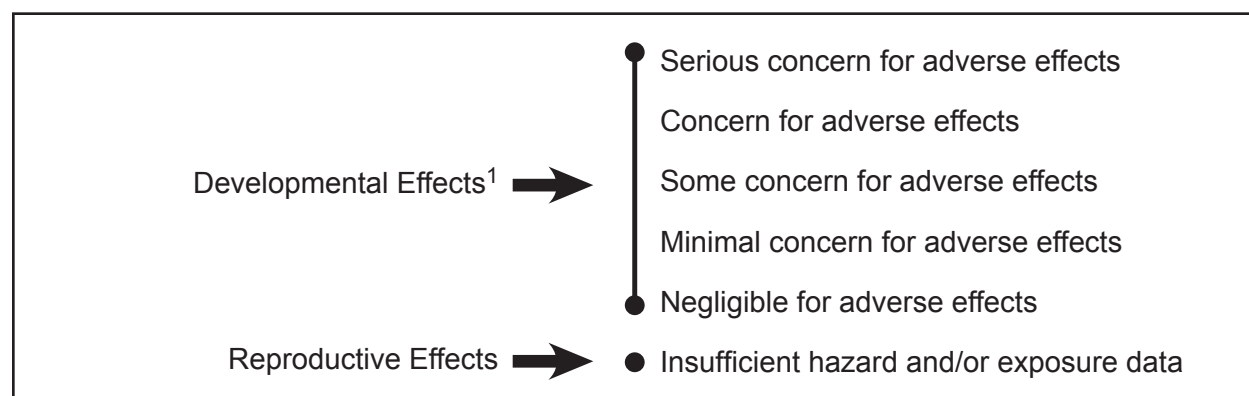 Serious concern for adverse effects
Concern for adverse effects
Developmental Effects¹ Some concern for adverse effects
Minimal concern for adverse effects
Negligible for adverse effects
Reproductive Effects Insufficient hazard and/or exposure data